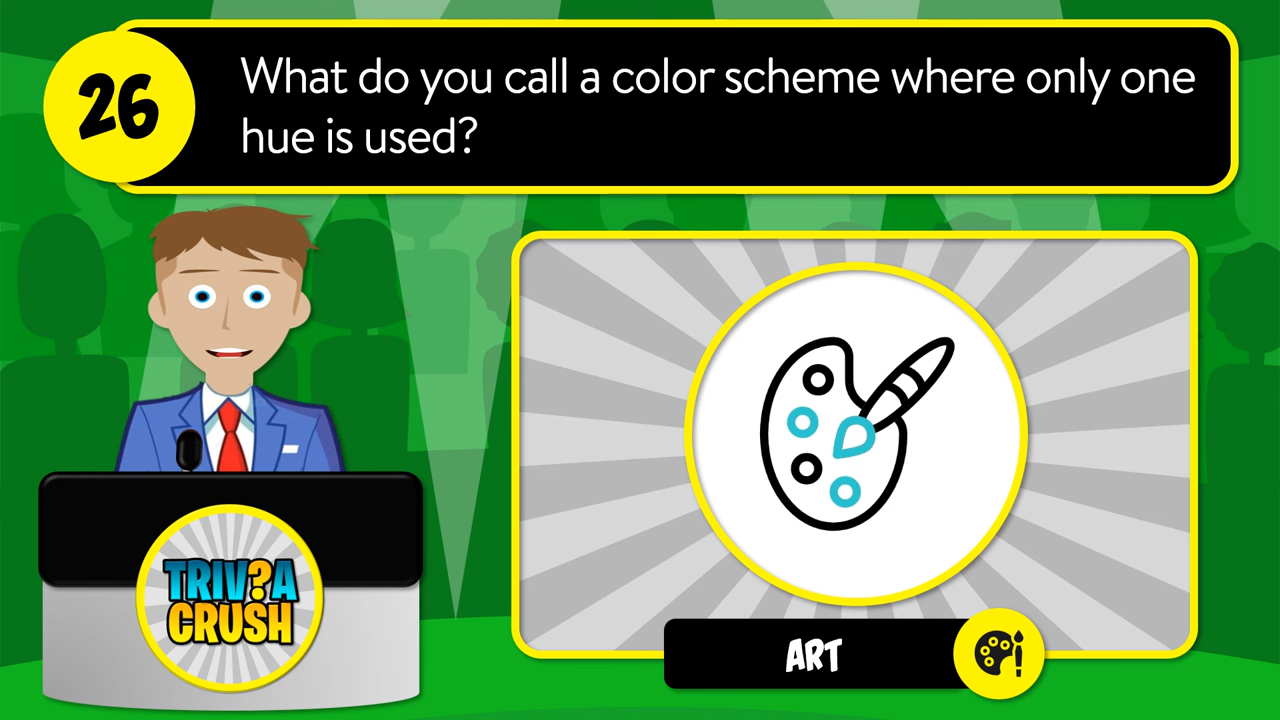 26
What do you call a color scheme where only one
hue is used?
TRIV?A
CRUSH
ART